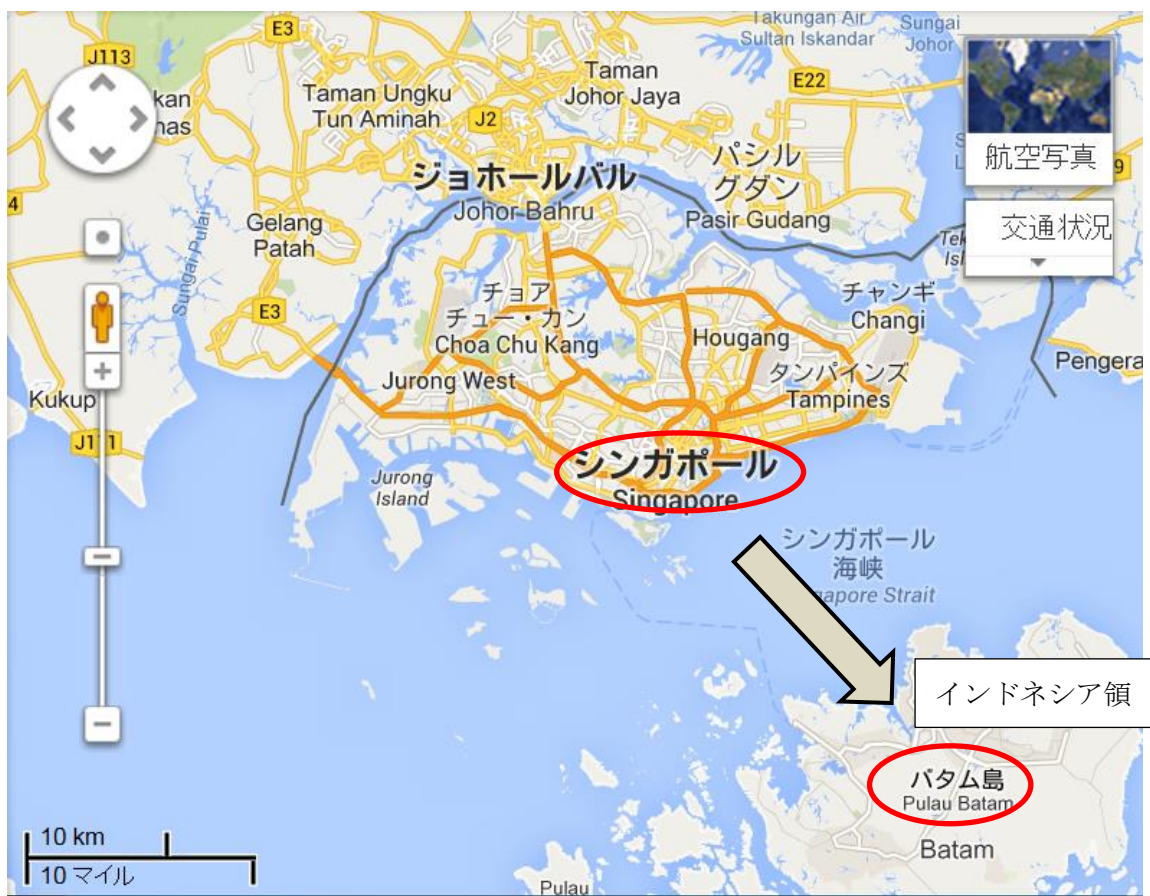 Takungan Air
Sultan Iskandar
Sungai
Johor
E3
J113
Taman
Johor Jaya
E22
Taman Ungku
Tun Aminah
J2
航空写真
パシル
グダン
Pasir Gudang
ジョホールバル
Johor Bahru
9
4
Gelang
Patah
交通状況
Sungai Pulai
E3
チョア
チュー・カン
Choa Chu Kang
チャンギ
Changi
Hougang
Jurong West
タンパインズ
Tampines
Pengera
Kukup
シンガポール
Singapore
Jurong
Island
シンガポール
海峡
gapore Strait
インドネシア領
バタム島
Pulau Batam
Batam
10 km
10 マイル
Pulau